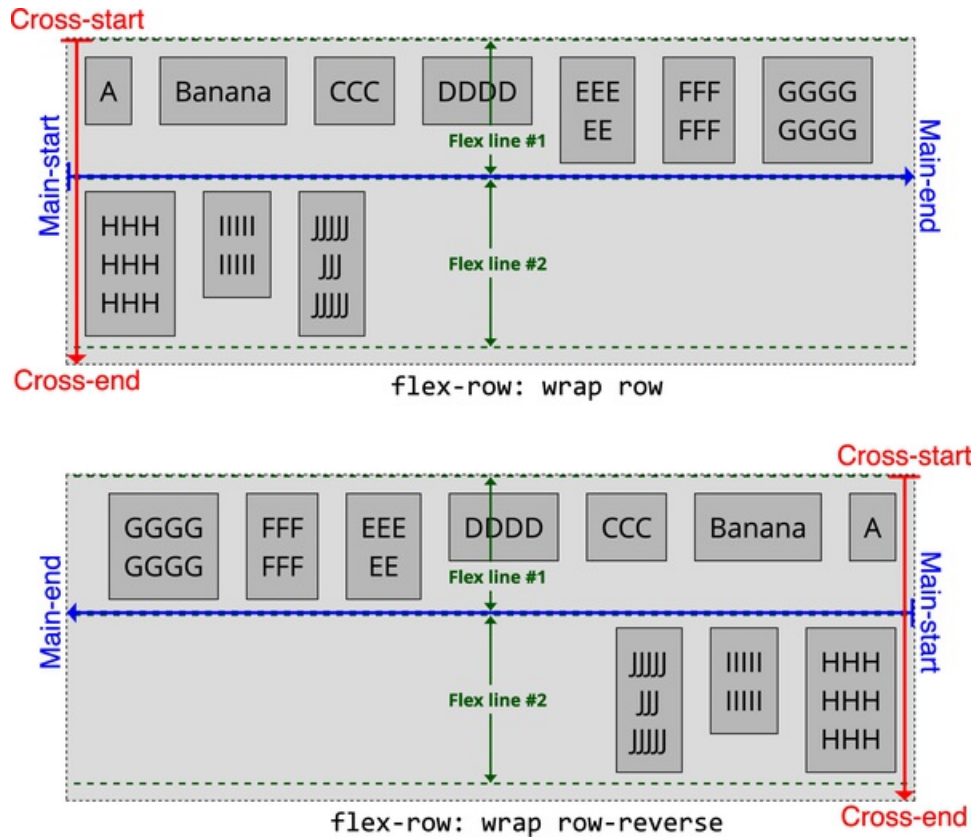 Cross-start
A Banana CCC DDDD EEE FFF GGGG
EE FFF GGGG
Flex line #1
Main-start
Main-end
HHH IIIII JJJJJ
HHH IIIII JJJ
HHH JJJJJ
Flex line #2
Cross-end
flex-row: wrap row
Cross-start
GGGG FFF EEE DDDD CCC Banana A
GGGG FFF EE
Flex line #1
Main-end
Main-start
JJJJJ IIIII HHH
JJJ IIIII HHH
JJJJJ HHH
Flex line #2
Cross-end
flex-row: wrap row-reverse